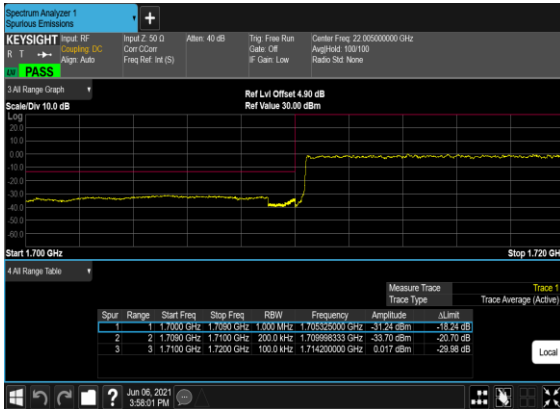 Spectrum Analyzer 1
Spurious Emissions
KEYSIGHT Input: RF Input Z: 50 Ω Atten: 40 dB Trig: Free Run Center Freq: 22.005000000 GHz
R T Coupling: DC Corr CCorr Gate: Off Avg|Hold: 100/100
Align: Auto Freq Ref: Int (S) IF Gain: Low Radio Std: None
PASS
3 All Range Graph Ref Lvl Offset 4.90 dB
Scale/Div 10.0 dB Ref Value 30.00 dBm
Log
20.0
10.0
0.00
-10.0
-20.0
-30.0
-40.0
-50.0
-60.0
Start 1.700 GHz Stop 1.720 GH
4 All Range Table
Measure Trace Trace 1
Trace Type Trace Average (Active)
Spur Range Start Freq Stop Freq RBW Frequency Amplitude ΔLimit
1 1 1.7000 GHz 1.7090 GHz 1.000 MHz 1.705325000 GHz -31.24 dBm -18.24 dB
2 2 1.7090 GHz 1.7100 GHz 200.0 kHz 1.709998333 GHz -33.70 dBm -20.70 dB
3 3 1.7100 GHz 1.7200 GHz 100.0 kHz 1.714200000 GHz 0.017 dBm -29.98 dB
Local
? Jun 06, 2021
3:58:01 PM